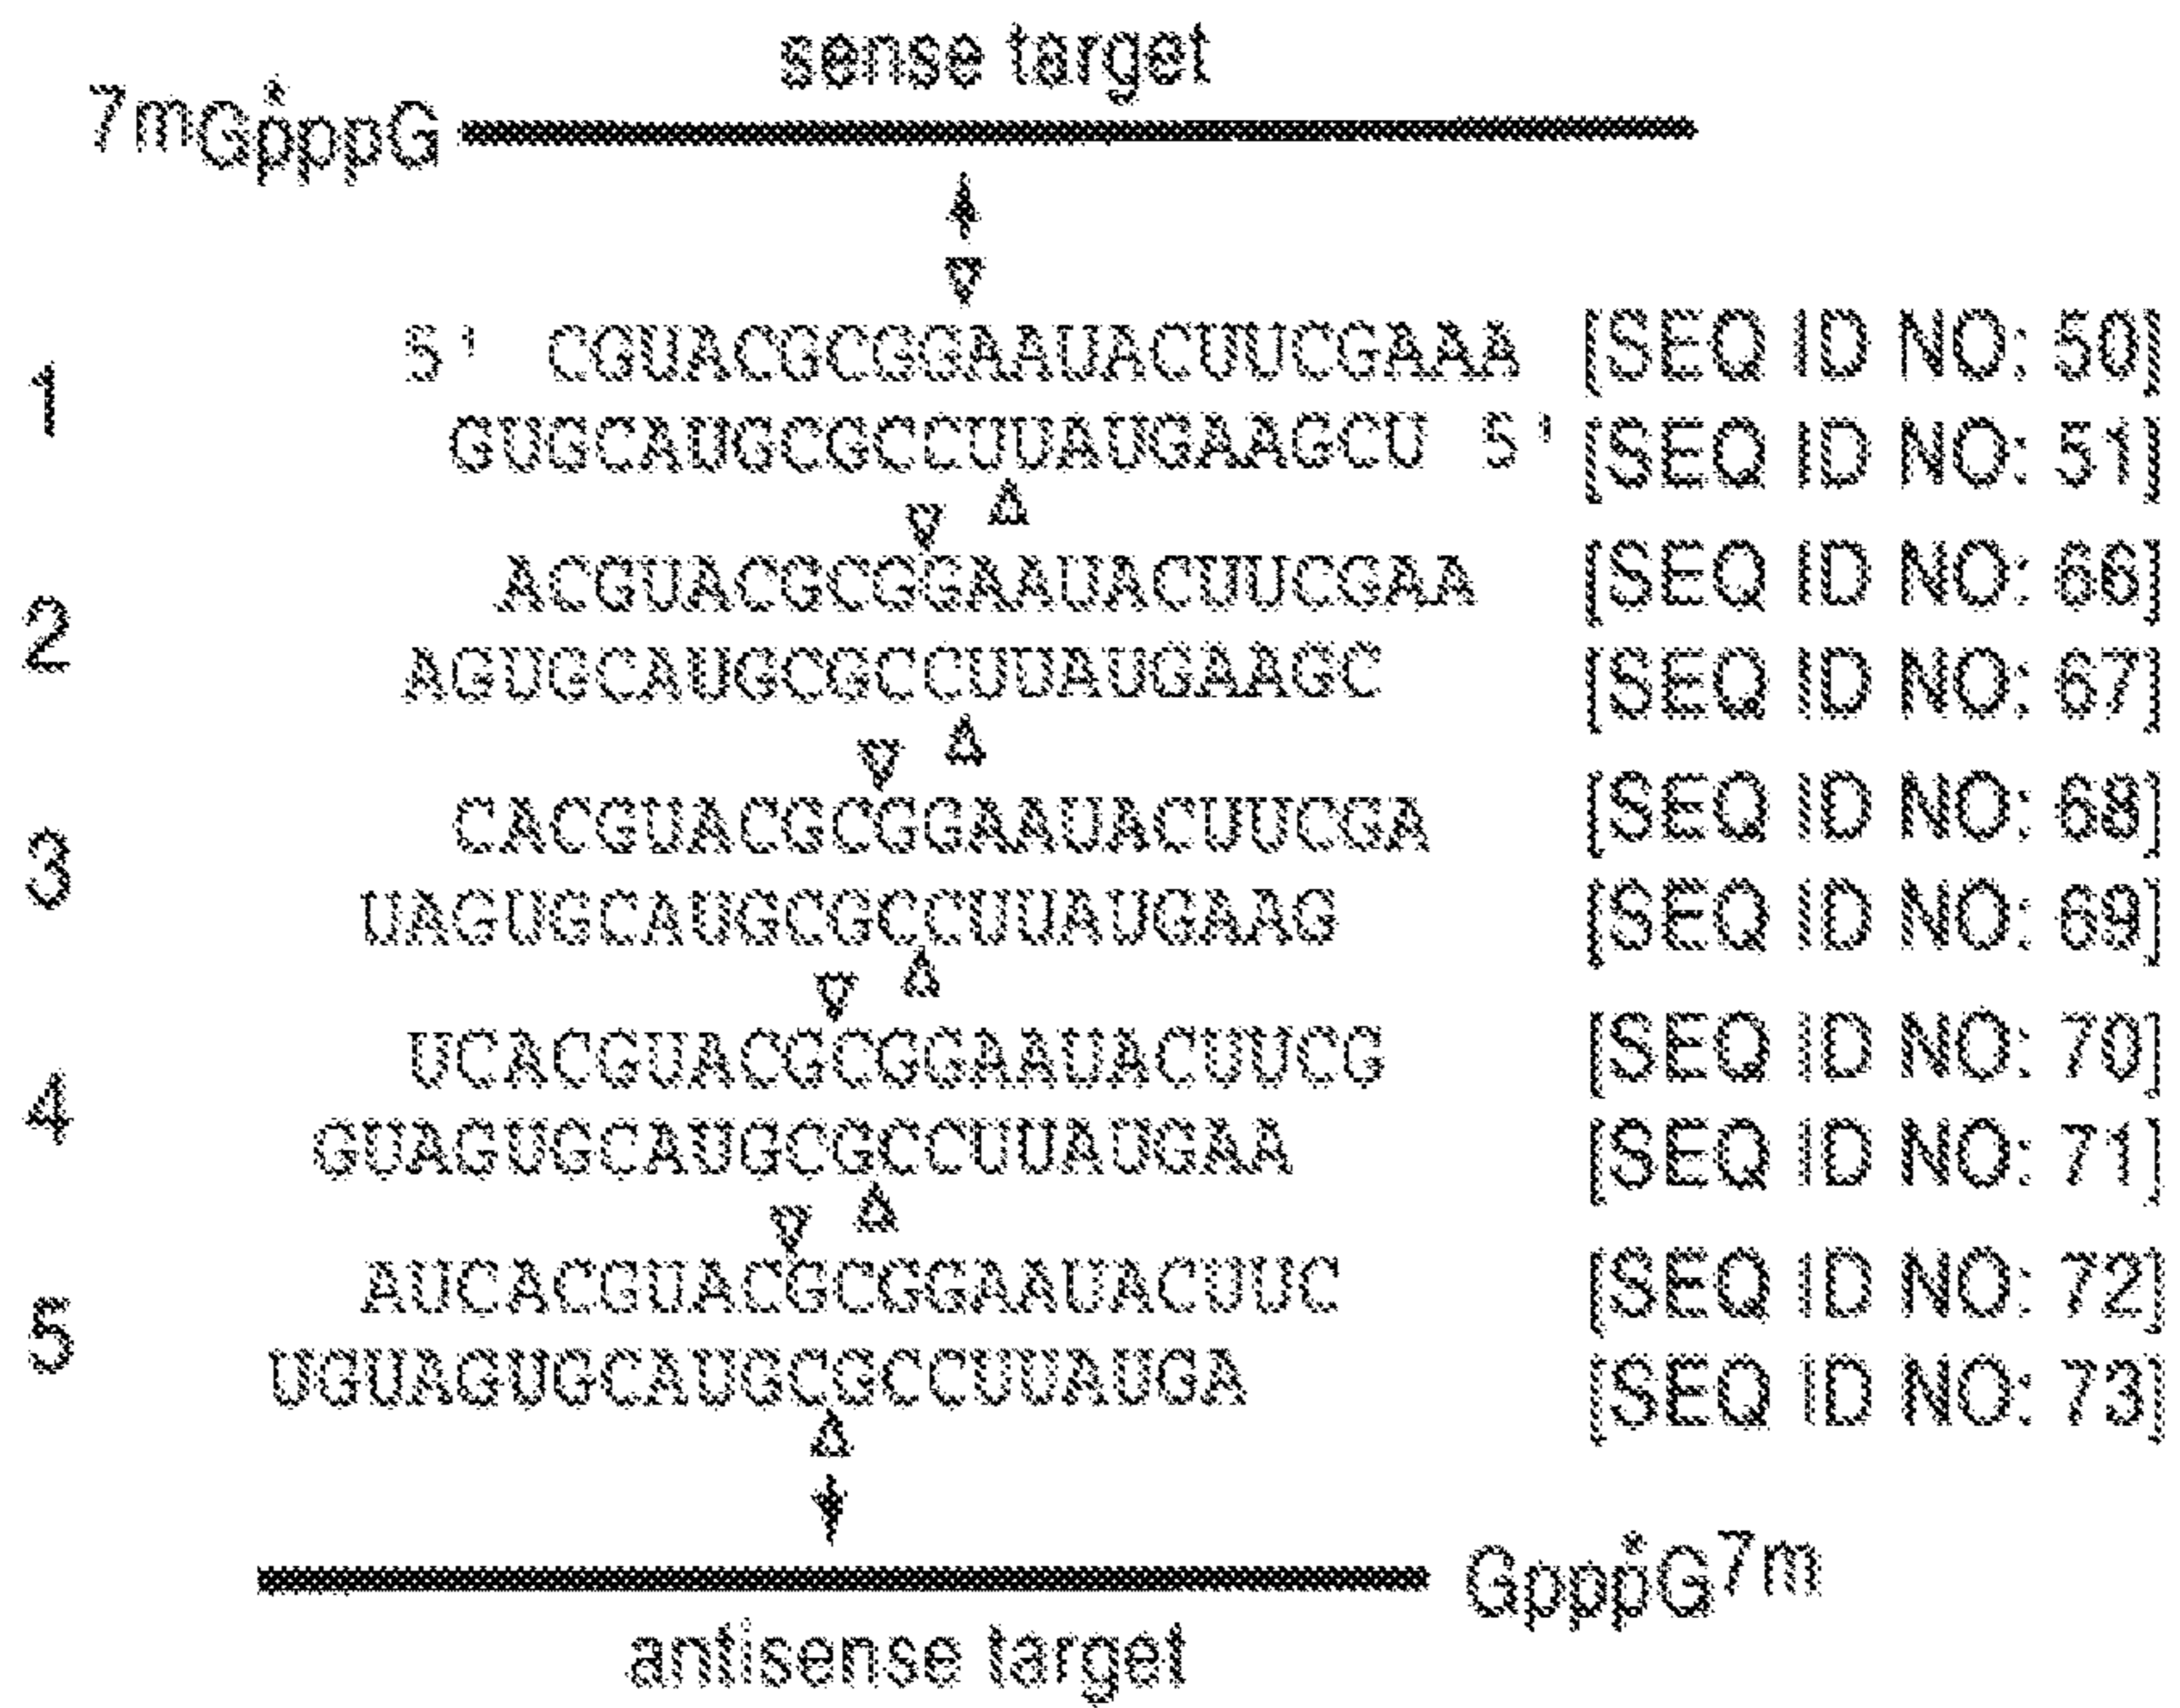 sense target
7mGpppG
1 5' CGUACGCGGAAUACUUCGAAA [SEQ ID NO: 50]
GUGCAUGCGCCUUAUGAAGCU 5' [SEQ ID NO: 51]
2 ACGUACGCGGAAUACUUCGAA [SEQ ID NO: 66]
AGUGCAUGCGCCUUAUGAAGC [SEQ ID NO: 67]
3 CACGUACGCGGAAUACUUCGA [SEQ ID NO: 68]
UAGUGCAUGCGCCUUAUGAAG [SEQ ID NO: 69]
4 UCACGUACGCGGAAUACUUCG [SEQ ID NO: 70]
GUAGUGCAUGCGCCUUAUGAA [SEQ ID NO: 71]
5 AUCACGUACGCGGAAUACUUC [SEQ ID NO: 72]
UGUAGUGCAUGCGCCUUAUGA [SEQ ID NO: 73]
GpppG7m
antisense target